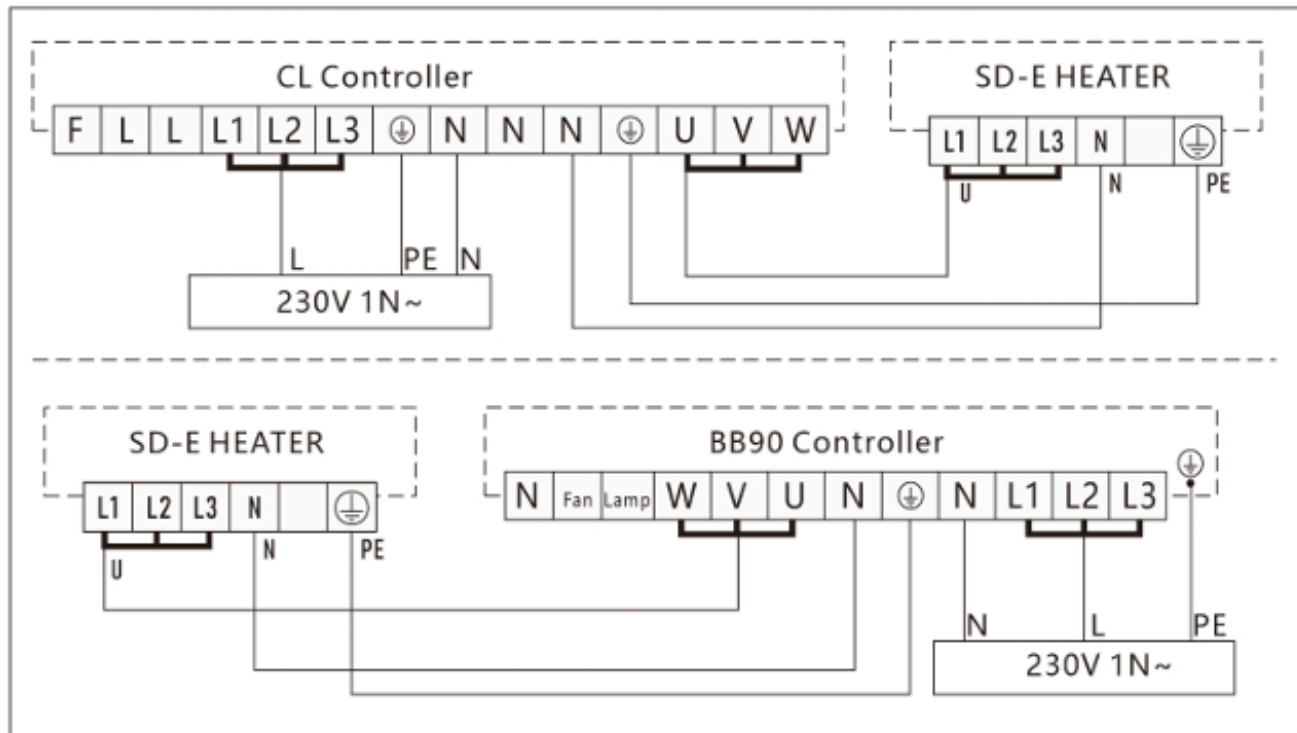 CL Controller
F L L L1 L2 L3 N N N U V W
L PE N
230V 1N~
SD-E HEATER
L1 L2 L3 N
U N PE
SD-E HEATER
L1 L2 L3 N
U N PE
BB90 Controller
N Fan Lamp W V U N N L1 L2 L3
N L PE
230V 1N~